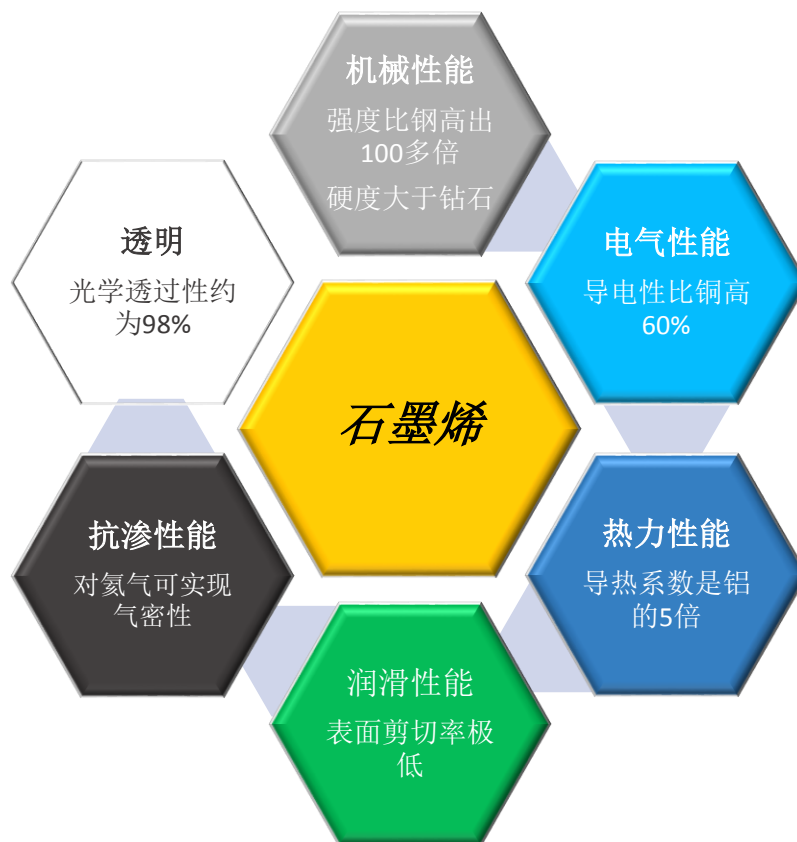 机械性能
强度比钢高出
100多倍
硬度大于钻石
电气性能
导电性比铜高
60%
热力性能
导热系数是铝
的5倍
润滑性能
表面剪切率极
低
抗渗性能
对氦气可实现
气密性
透明
光学透过性约
为98%
石墨烯